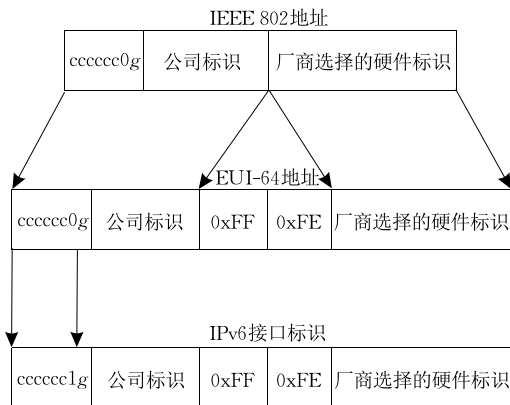 IEEE 802地址
cccccc0g 公司标识 厂商选择的硬件标识
EUI-64地址
cccccc0g 公司标识 0xFF 0xFE 厂商选择的硬件标识
IPv6接口标识
cccccc1g 公司标识 0xFF 0xFE 厂商选择的硬件标识